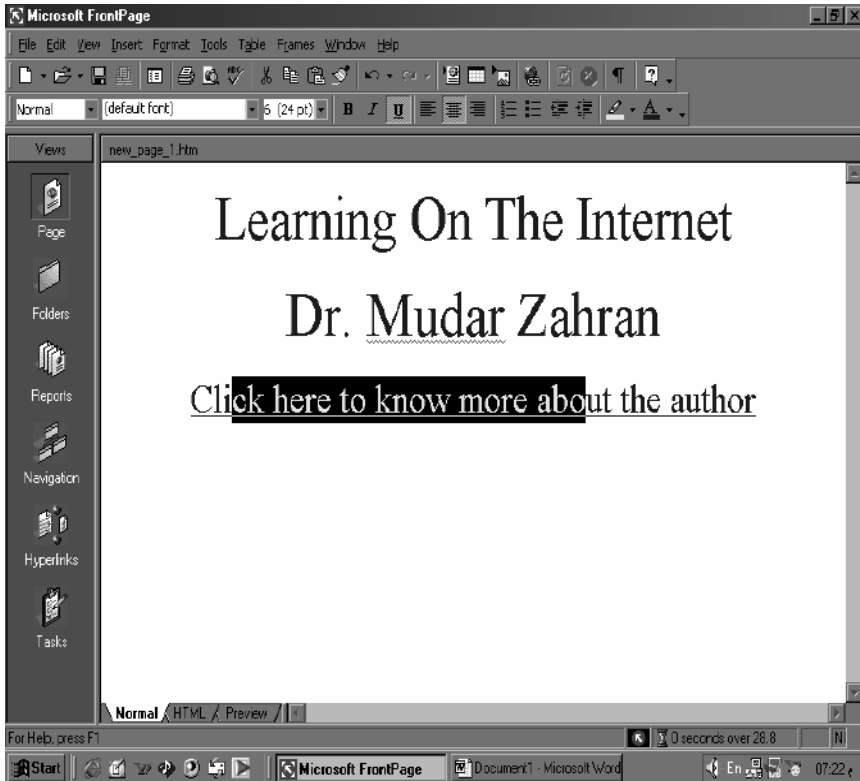 Microsoft FrontPage
File Edit View Insert Format Tools Table Frames Window Help
Normal (default font) 6 (24 pt) B I U A
Views new_page_1.htm
Learning On The Internet
Page
Dr. Mudar Zahran
Folders
Reports
Click here to know more about the author
Navigation
Hyperlinks
Tasks
Normal HTML Preview
For Help, press F1 0 seconds over 28.8 N
Start Microsoft FrontPage Document1 - Microsoft Word En 07:22